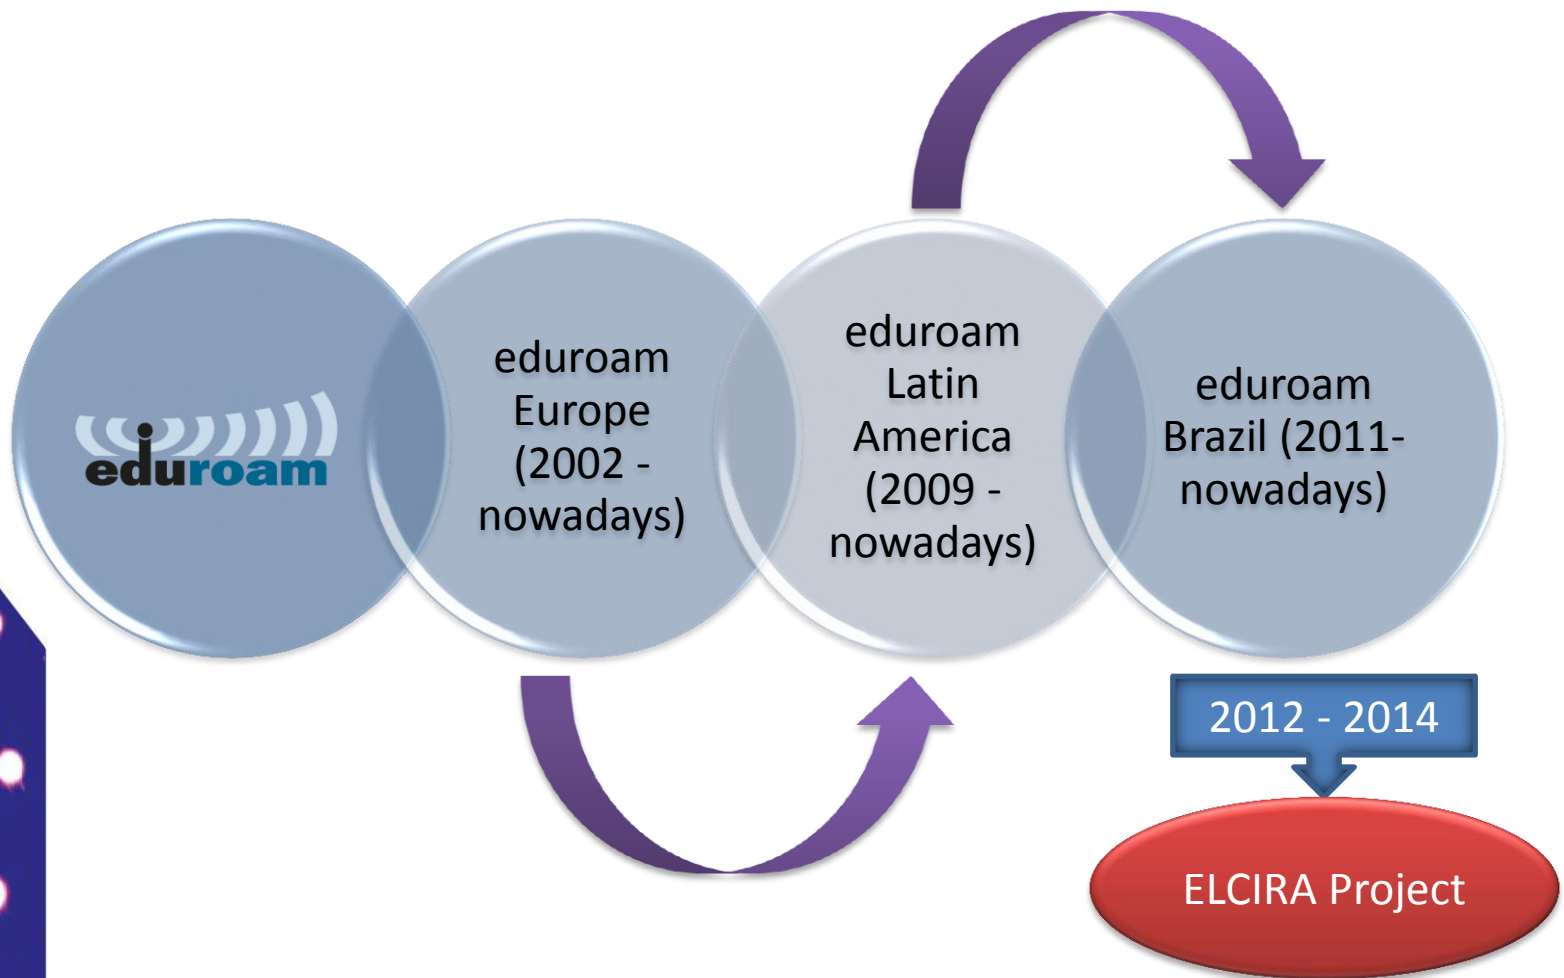 eduroam
eduroam
Europe
(2002 -
nowadays)
eduroam
Latin
America
(2009 -
nowadays)
eduroam
Brazil (2011-
nowadays)
2012 - 2014
ELCIRA Project